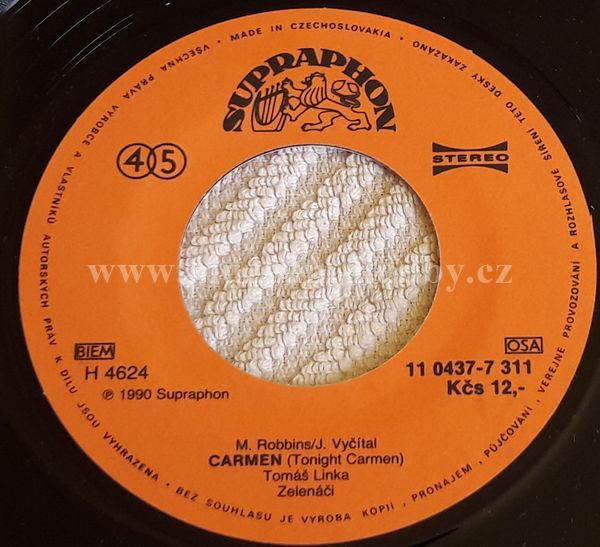 VŠECHNA PRÁVA VÝROBCE A VLASTNÍKŮ AUTORSKÝCH PRÁV K DÍLU JSOU VYHRAZENA • BEZ SOUHLASU JE VÝROBA KOPIÍ, PRONÁJEM, PŮJČOVÁNÍ, VEŘEJNÉ PROVOZOVÁNÍ A ROZHLASOVÉ ŠÍŘENÍ TÉTO DESKY ZAKÁZÁNO • MADE IN CZECHOSLOVAKIA •
SUPRAPHON
45
STEREO
BIEM
H 4624
℗ 1990 Supraphon
OSA
11 0437-7 311
Kčs 12,-
M. Robbins/J. Vyčítal
CARMEN (Tonight Carmen)
Tomáš Linka
Zelenáči